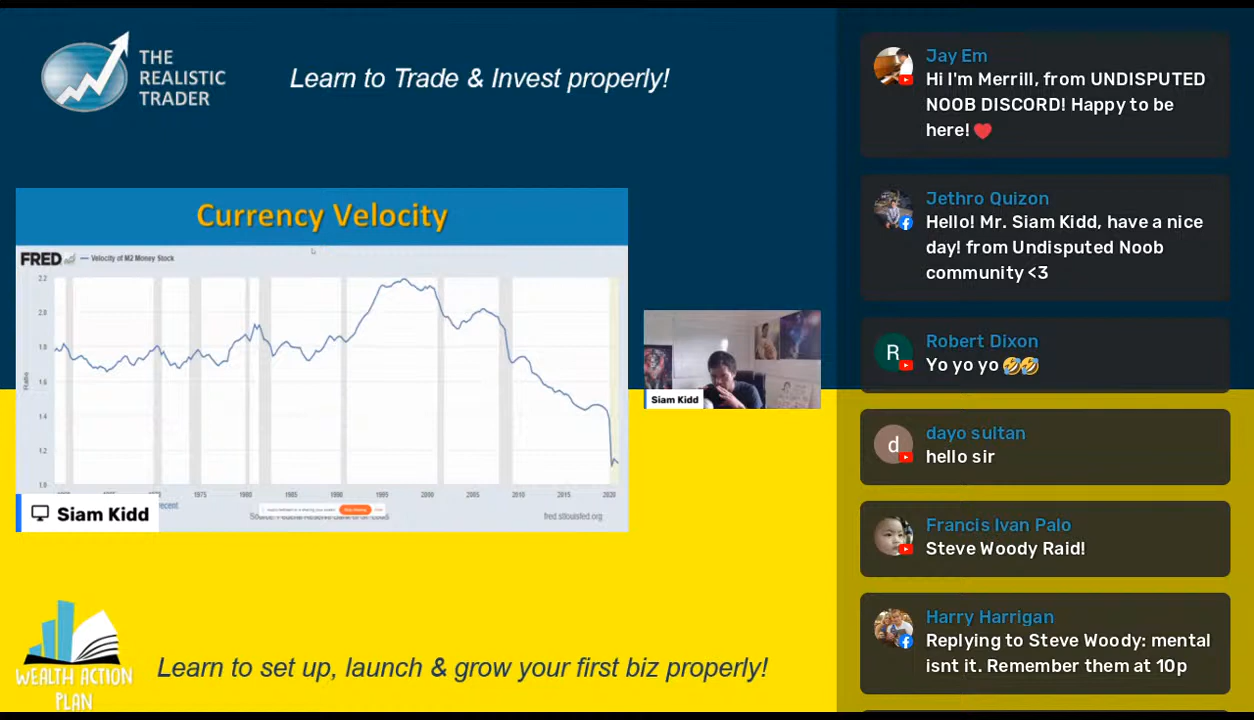 THE
REALISTIC
TRADER
Learn to Trade & Invest properly!
Currency Velocity
FRED
Velocity of M2 Money Stock
2.2
2.0
1.8
1.6
1.4
1.2
1.0
Ratio
1975
1980
1985
1990
1995
2000
2005
2010
2015
2020
fred.stlouisfed.org
Siam Kidd
Siam Kidd
WEALTH ACTION
PLAN
Learn to set up, launch & grow your first biz properly!
Jay Em
Hi I'm Merrill, from UNDISPUTED
NOOB DISCORD! Happy to be
here! ❤️
Jethro Quizon
Hello! Mr. Siam Kidd, have a nice
day! from Undisputed Noob
community <3
R
Robert Dixon
Yo yo yo 🤣🤣
d
dayo sultan
hello sir
Francis Ivan Palo
Steve Woody Raid!
Harry Harrigan
Replying to Steve Woody: mental
isnt it. Remember them at 10p